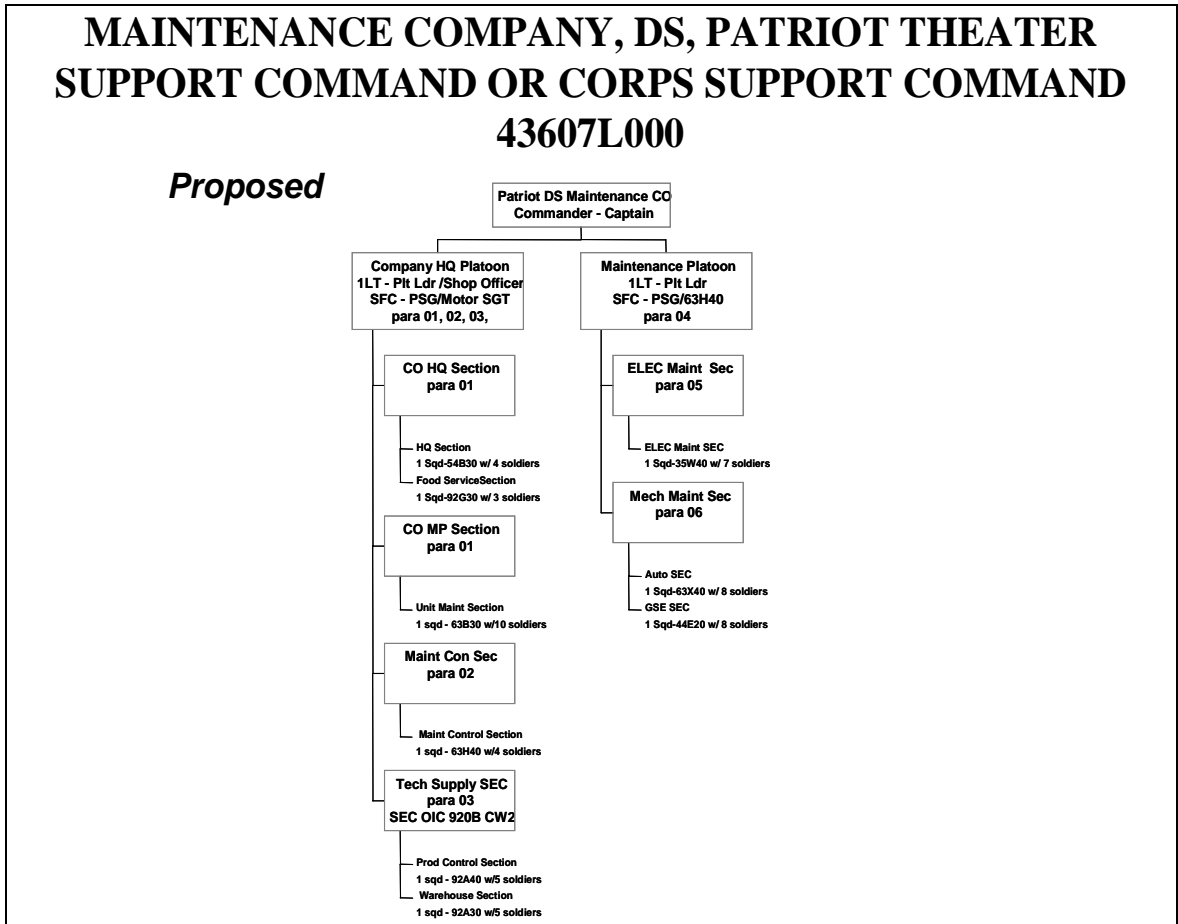 MAINTENANCE COMPANY, DS, PATRIOT THEATER
SUPPORT COMMAND OR CORPS SUPPORT COMMAND
43607L000
Proposed
Patriot DS Maintenance CO
Commander - Captain
Company HQ Platoon
1LT - Plt Ldr /Shop Officer
SFC - PSG/Motor SGT
para 01, 02, 03,
CO HQ Section
para 01
HQ Section
1 Sqd-54B30 w/ 4 soldiers
Food ServiceSection
1 Sqd-92G30 w/ 3 soldiers
CO MP Section
para 01
Unit Maint Section
1 sqd - 63B30 w/10 soldiers
Maint Con Sec
para 02
Maint Control Section
1 sqd - 63H40 w/4 soldiers
Tech Supply SEC
para 03
SEC OIC 920B CW2
Prod Control Section
1 sqd - 92A40 w/5 soldiers
Warehouse Section
1 sqd - 92A30 w/5 soldiers
Maintenance Platoon
1LT - Plt Ldr
SFC - PSG/63H40
para 04
ELEC Maint Sec
para 05
ELEC Maint SEC
1 Sqd-35W40 w/ 7 soldiers
Mech Maint Sec
para 06
Auto SEC
1 Sqd-63X40 w/ 8 soldiers
GSE SEC
1 Sqd-44E20 w/ 8 soldiers